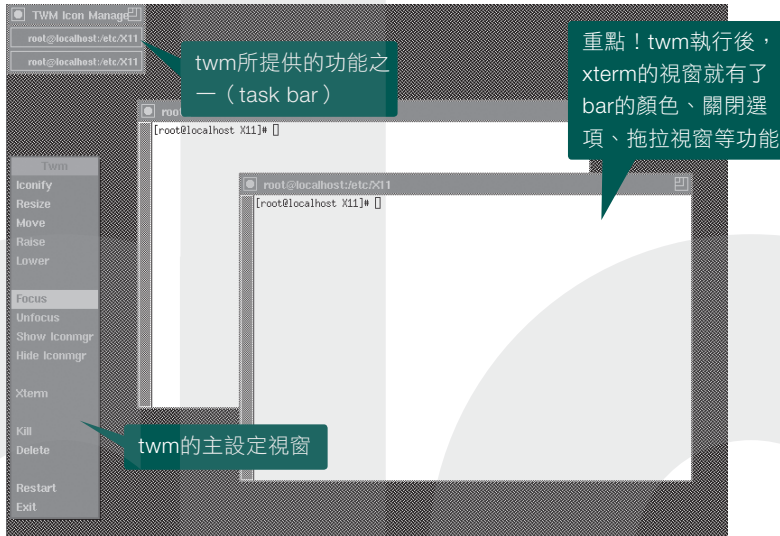 TWM Icon Manage
root@localhost:/etc/X11
root@localhost:/etc/X11
twm所提供的功能之
一（task bar）
重點！twm執行後，
xterm的視窗就有了
bar的顏色、關閉選
項、拖拉視窗等功能
roo
[root@localhost X11]#
root@localhost:/etc/X11
[root@localhost X11]#
Twm
Iconify
Resize
Move
Raise
Lower
Focus
Unfocus
Show Iconmgr
Hide Iconmgr
Xterm
Kill
Delete
Restart
Exit
twm的主設定視窗